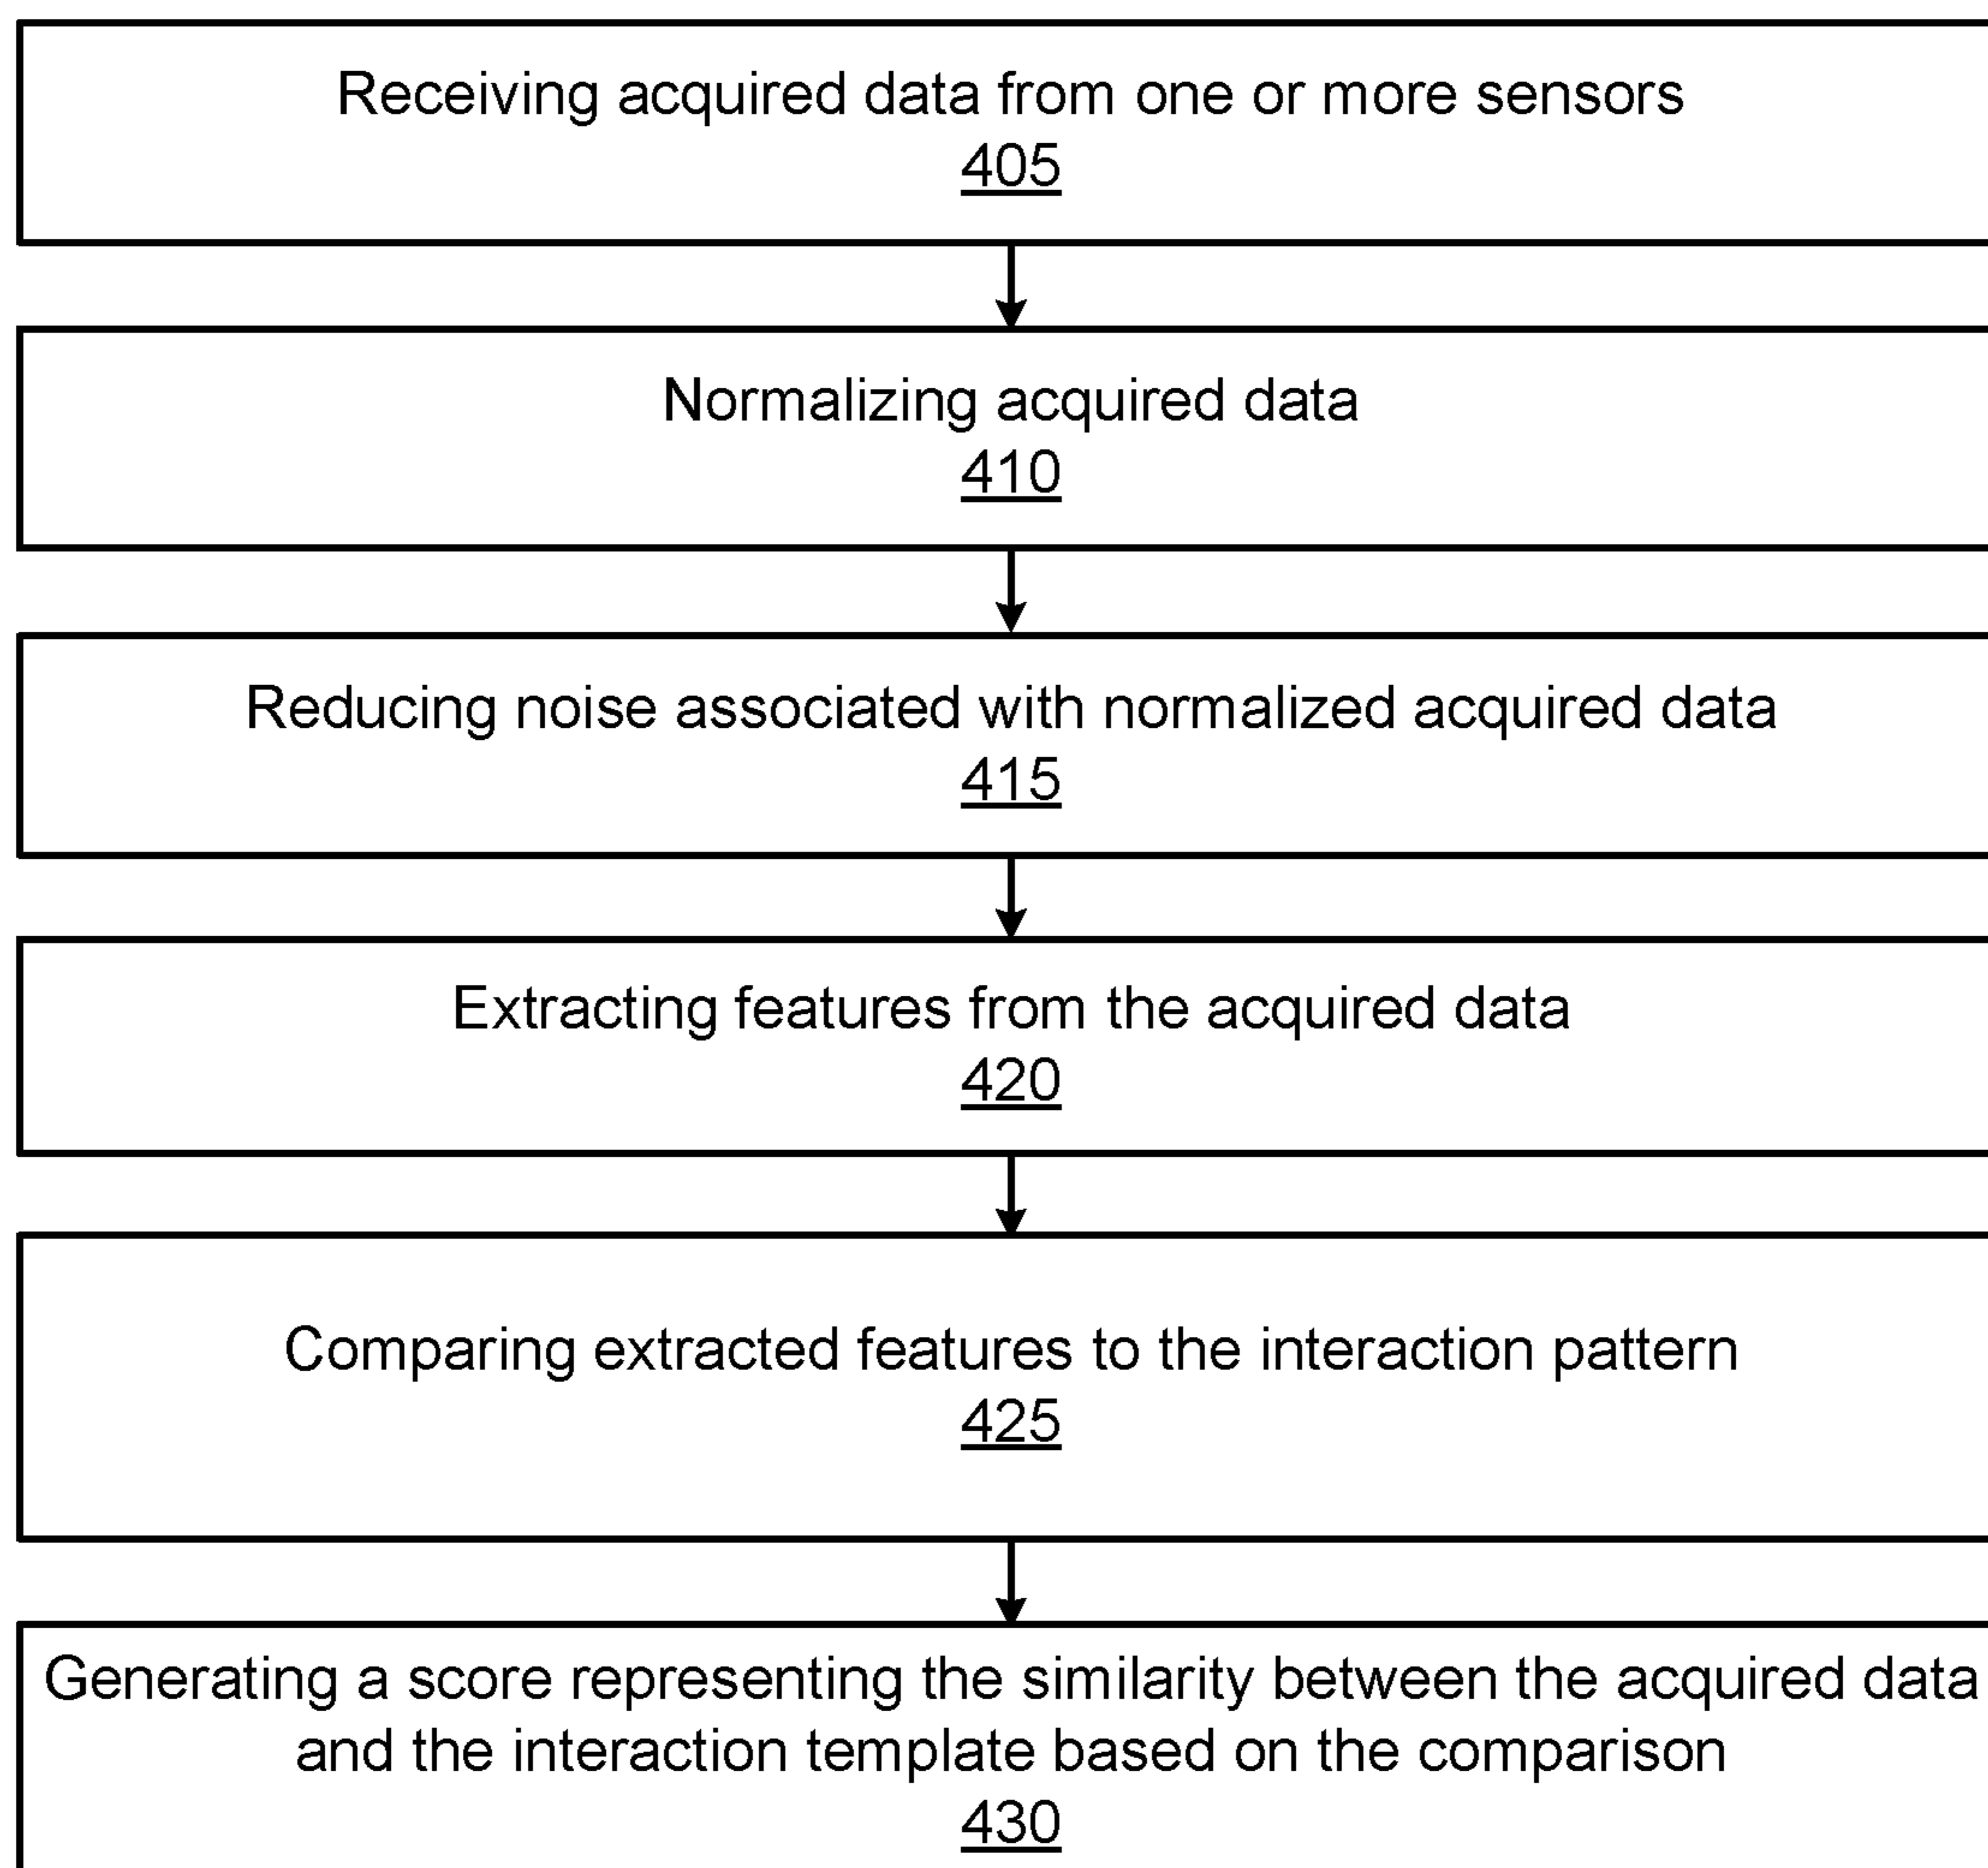 Receiving acquired data from one or more sensors
405
Normalizing acquired data
410
Reducing noise associated with normalized acquired data
415
Extracting features from the acquired data
420
Comparing extracted features to the interaction pattern
425
Generating a score representing the similarity between the acquired data
and the interaction template based on the comparison
430